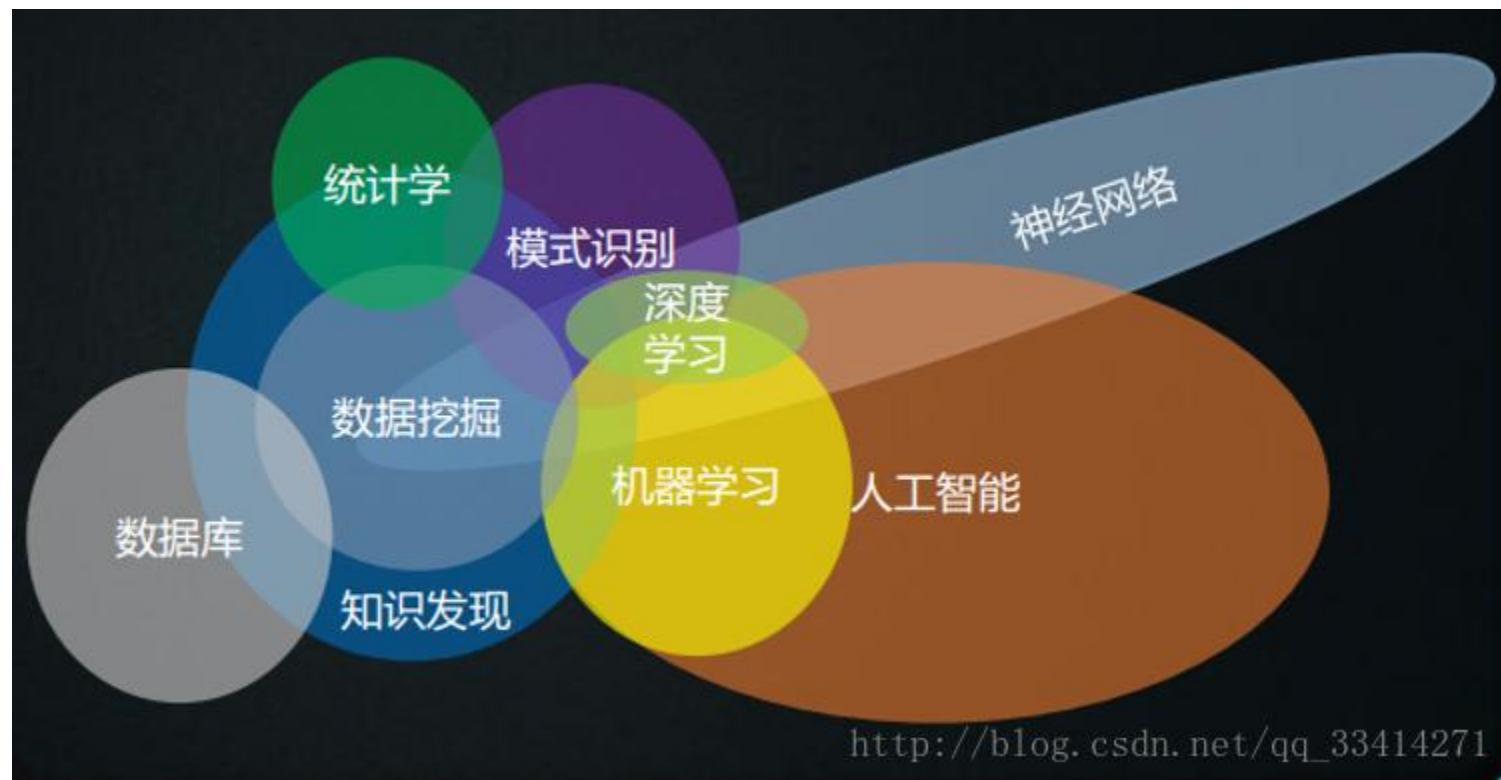 统计学
神经网络
模式识别
深度
学习
数据挖掘
机器学习
人工智能
数据库
知识发现
http://blog.csdn.net/qq_33414271